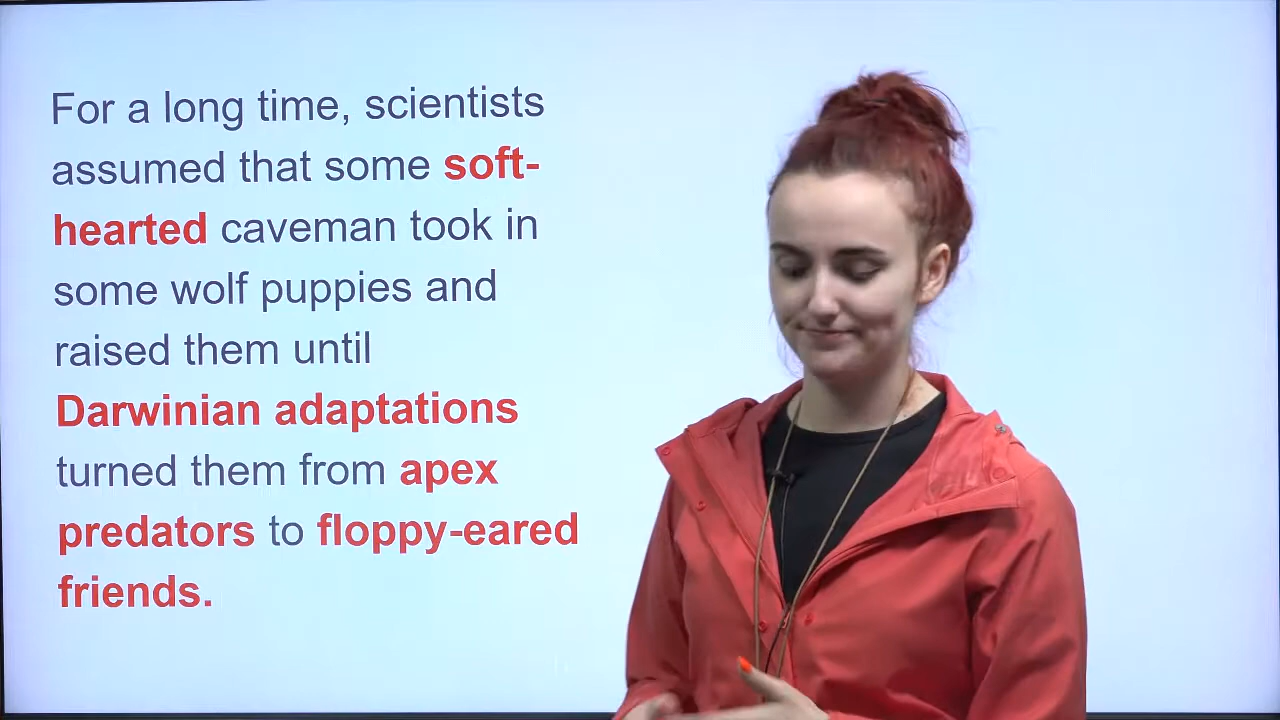 For a long time, scientists
assumed that some soft-
hearted caveman took in
some wolf puppies and
raised them until
Darwinian adaptations
turned them from apex
predators to floppy-eared
friends.